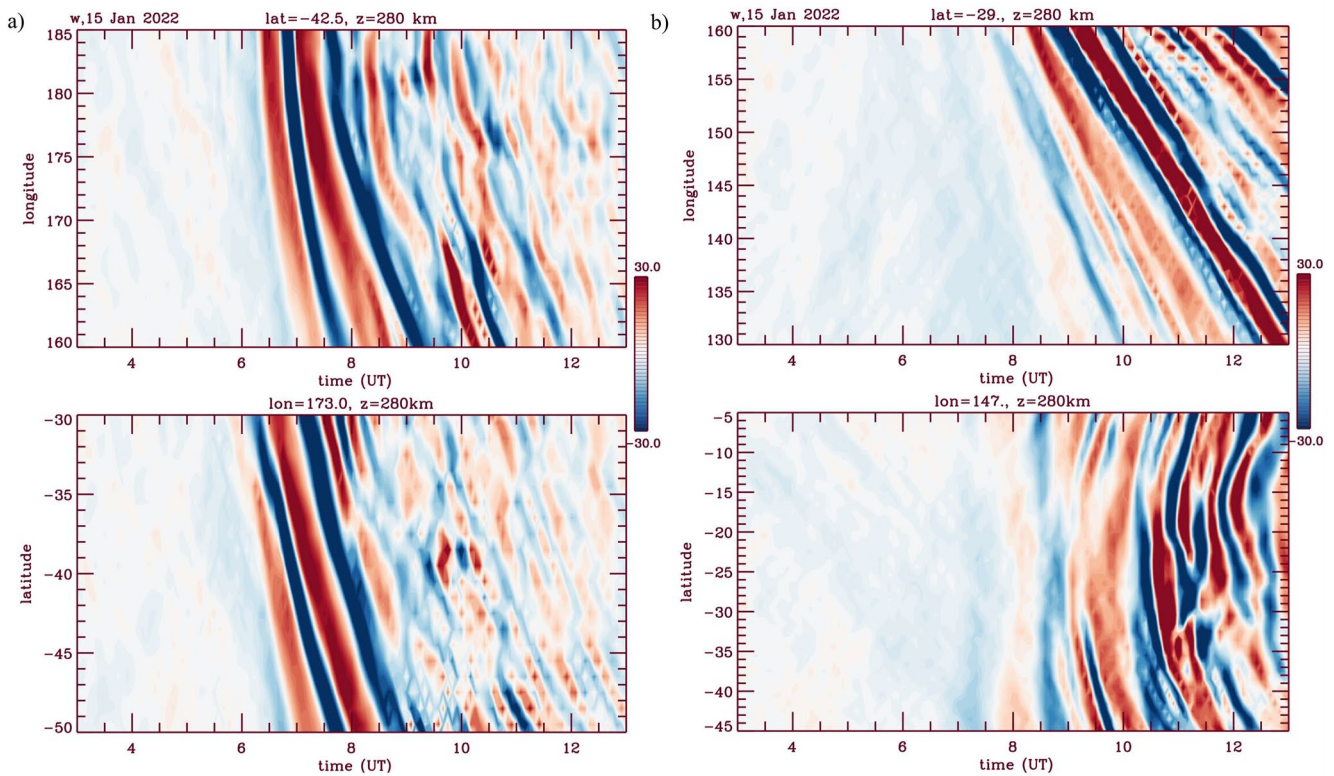 a)
w,15 Jan 2022 lat=−42.5, z=280 km
185
180
175
170
165
160
longitude
4 6 8 10 12
time (UT)
30.0
−30.0
lon=173.0, z=280km
−30
−35
−40
−45
−50
latitude
4 6 8 10 12
time (UT)
b)
w,15 Jan 2022 lat=−29., z=280 km
160
155
150
145
140
135
130
longitude
4 6 8 10 12
time (UT)
30.0
−30.0
lon=147., z=280km
−5
−10
−15
−20
−25
−30
−35
−40
−45
latitude
4 6 8 10 12
time (UT)